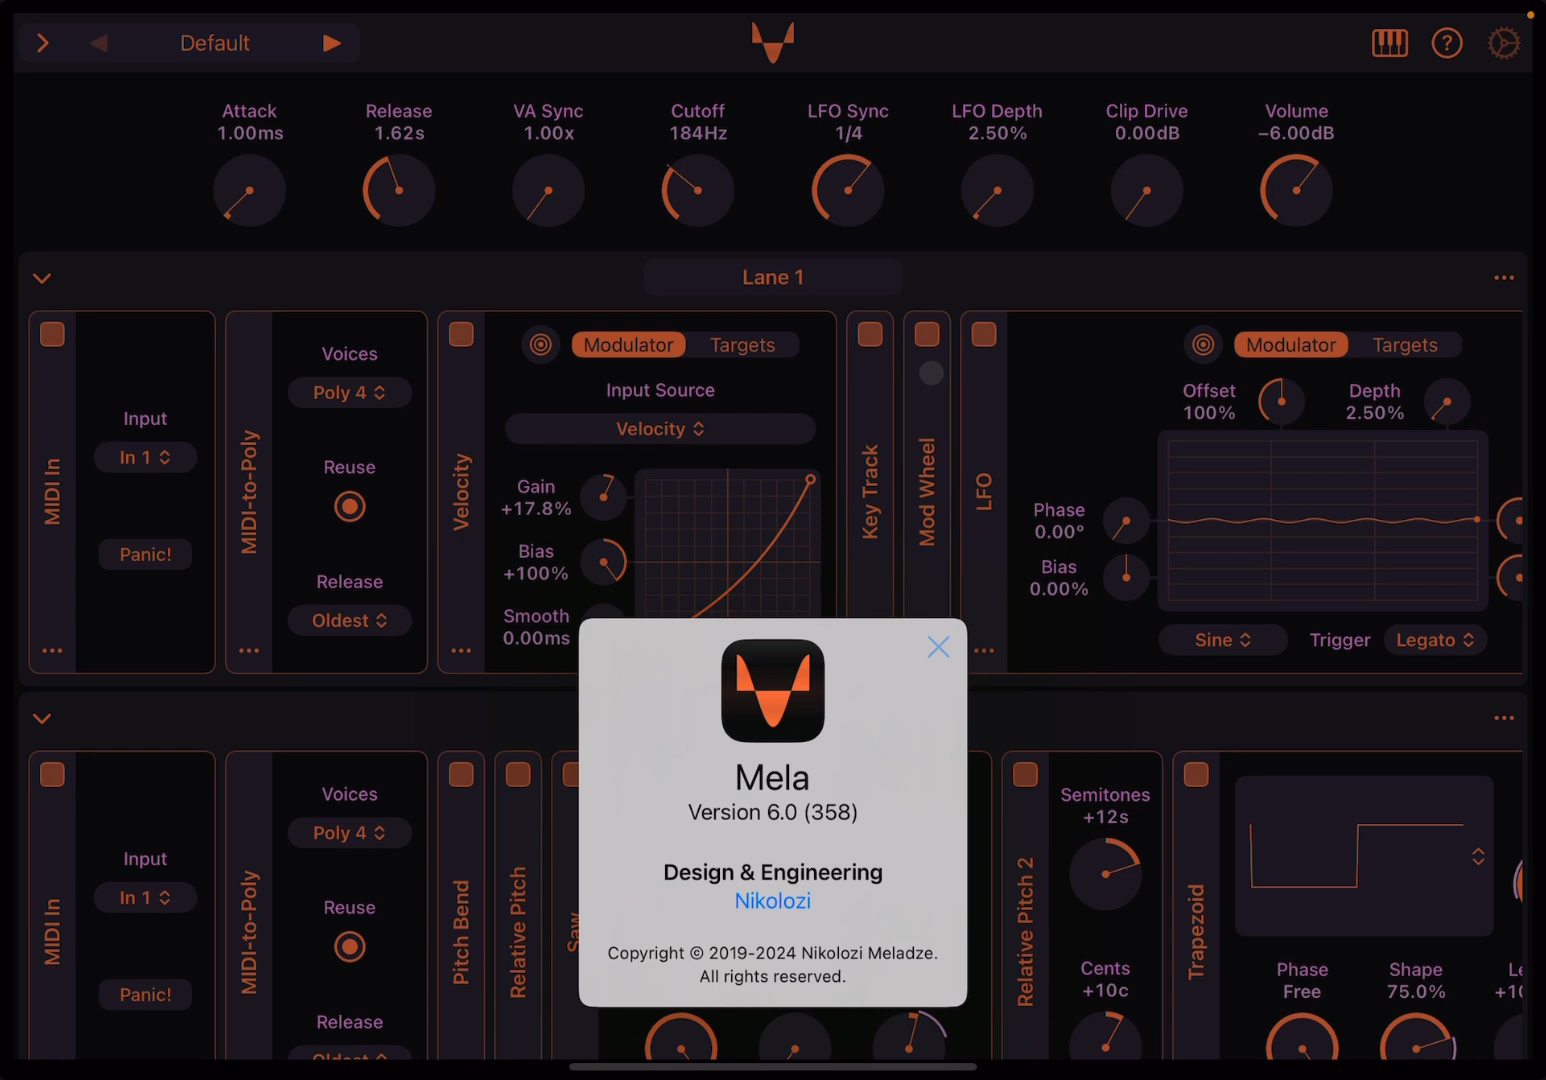 Default
Attack
1.00ms
Release
1.62s
VA Sync
1.00x
Cutoff
184Hz
LFO Sync
1/4
LFO Depth
2.50%
Clip Drive
0.00dB
Volume
−6.00dB
Lane 1
MIDI In
Input
In 1
Panic!
MIDI-to-Poly
Voices
Poly 4
Reuse
Release
Oldest
Velocity
Modulator
Targets
Input Source
Velocity
Gain
+17.8%
Bias
+100%
Smooth
0.00ms
Key Track
Mod Wheel
LFO
Modulator
Targets
Offset
100%
Depth
2.50%
Phase
0.00°
Bias
0.00%
Sine
Trigger
Legato
MIDI In
Input
In 1
Panic!
MIDI-to-Poly
Voices
Poly 4
Reuse
Release
Oldest
Pitch Bend
Relative Pitch
Saw
Mela
Version 6.0 (358)
Design & Engineering
Nikolozi
Copyright © 2019-2024 Nikolozi Meladze.
All rights reserved.
Relative Pitch 2
Semitones
+12s
Cents
+10c
Trapezoid
Phase
Free
Shape
75.0%